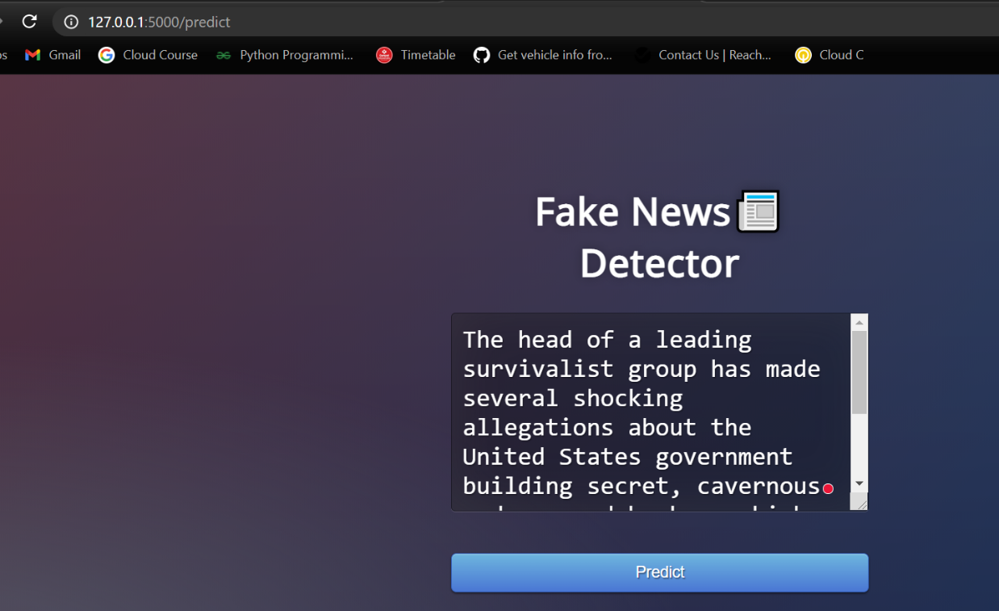 127.0.0.1:5000/predict
Gmail Cloud Course Python Programmi... Timetable Get vehicle info fro... Contact Us | Reach... Cloud C
Fake News
Detector
The head of a leading
survivalist group has made
several shocking
allegations about the
United States government
building secret, cavernous
Predict